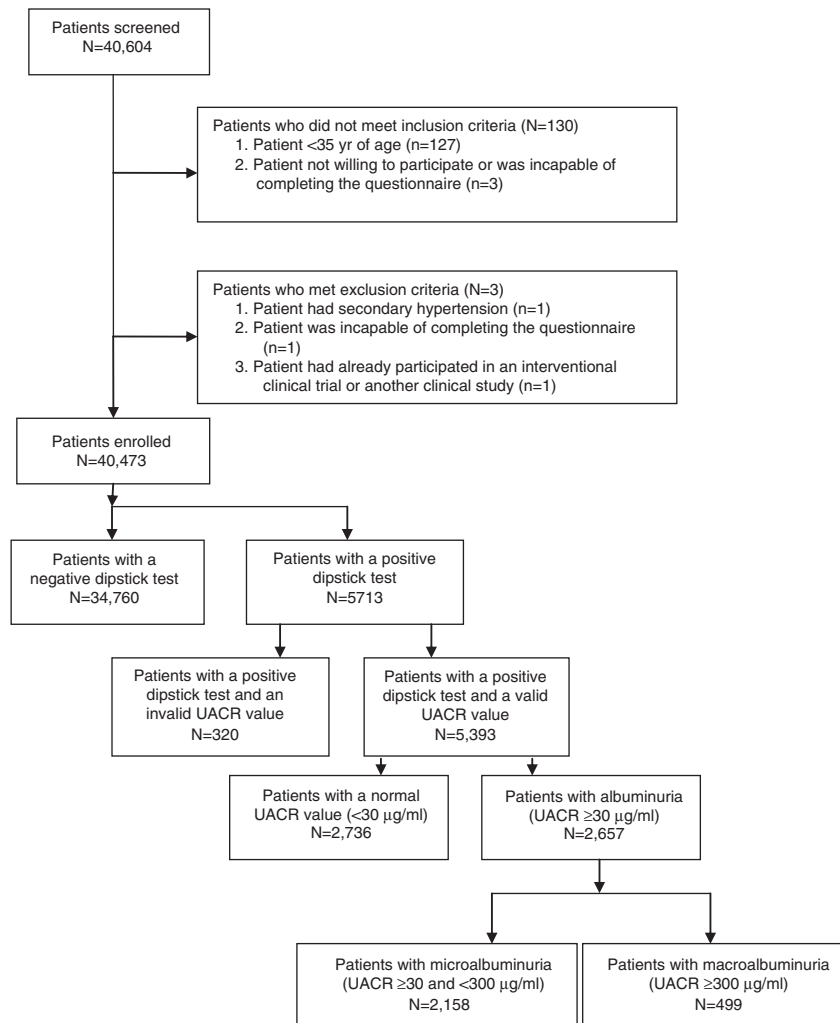 Patients screened
N=40,604
Patients who did not meet inclusion criteria (N=130)
1. Patient <35 yr of age (n=127)
2. Patient not willing to participate or was incapable of
completing the questionnaire (n=3)
Patients who met exclusion criteria (N=3)
1. Patient had secondary hypertension (n=1)
2. Patient was incapable of completing the questionnaire
(n=1)
3. Patient had already participated in an interventional
clinical trial or another clinical study (n=1)
Patients enrolled
N=40,473
Patients with a
negative dipstick test
N=34,760
Patients with a positive
dipstick test
N=5713
Patients with a positive
dipstick test and an
invalid UACR value
N=320
Patients with a positive
dipstick test and a valid
UACR value
N=5,393
Patients with a normal
UACR value (<30 μg/ml)
N=2,736
Patients with albuminuria
(UACR ≥30 μg/ml)
N=2,657
Patients with microalbuminuria
(UACR ≥30 and <300 μg/ml)
N=2,158
Patients with macroalbuminuria
(UACR ≥300 μg/ml)
N=499